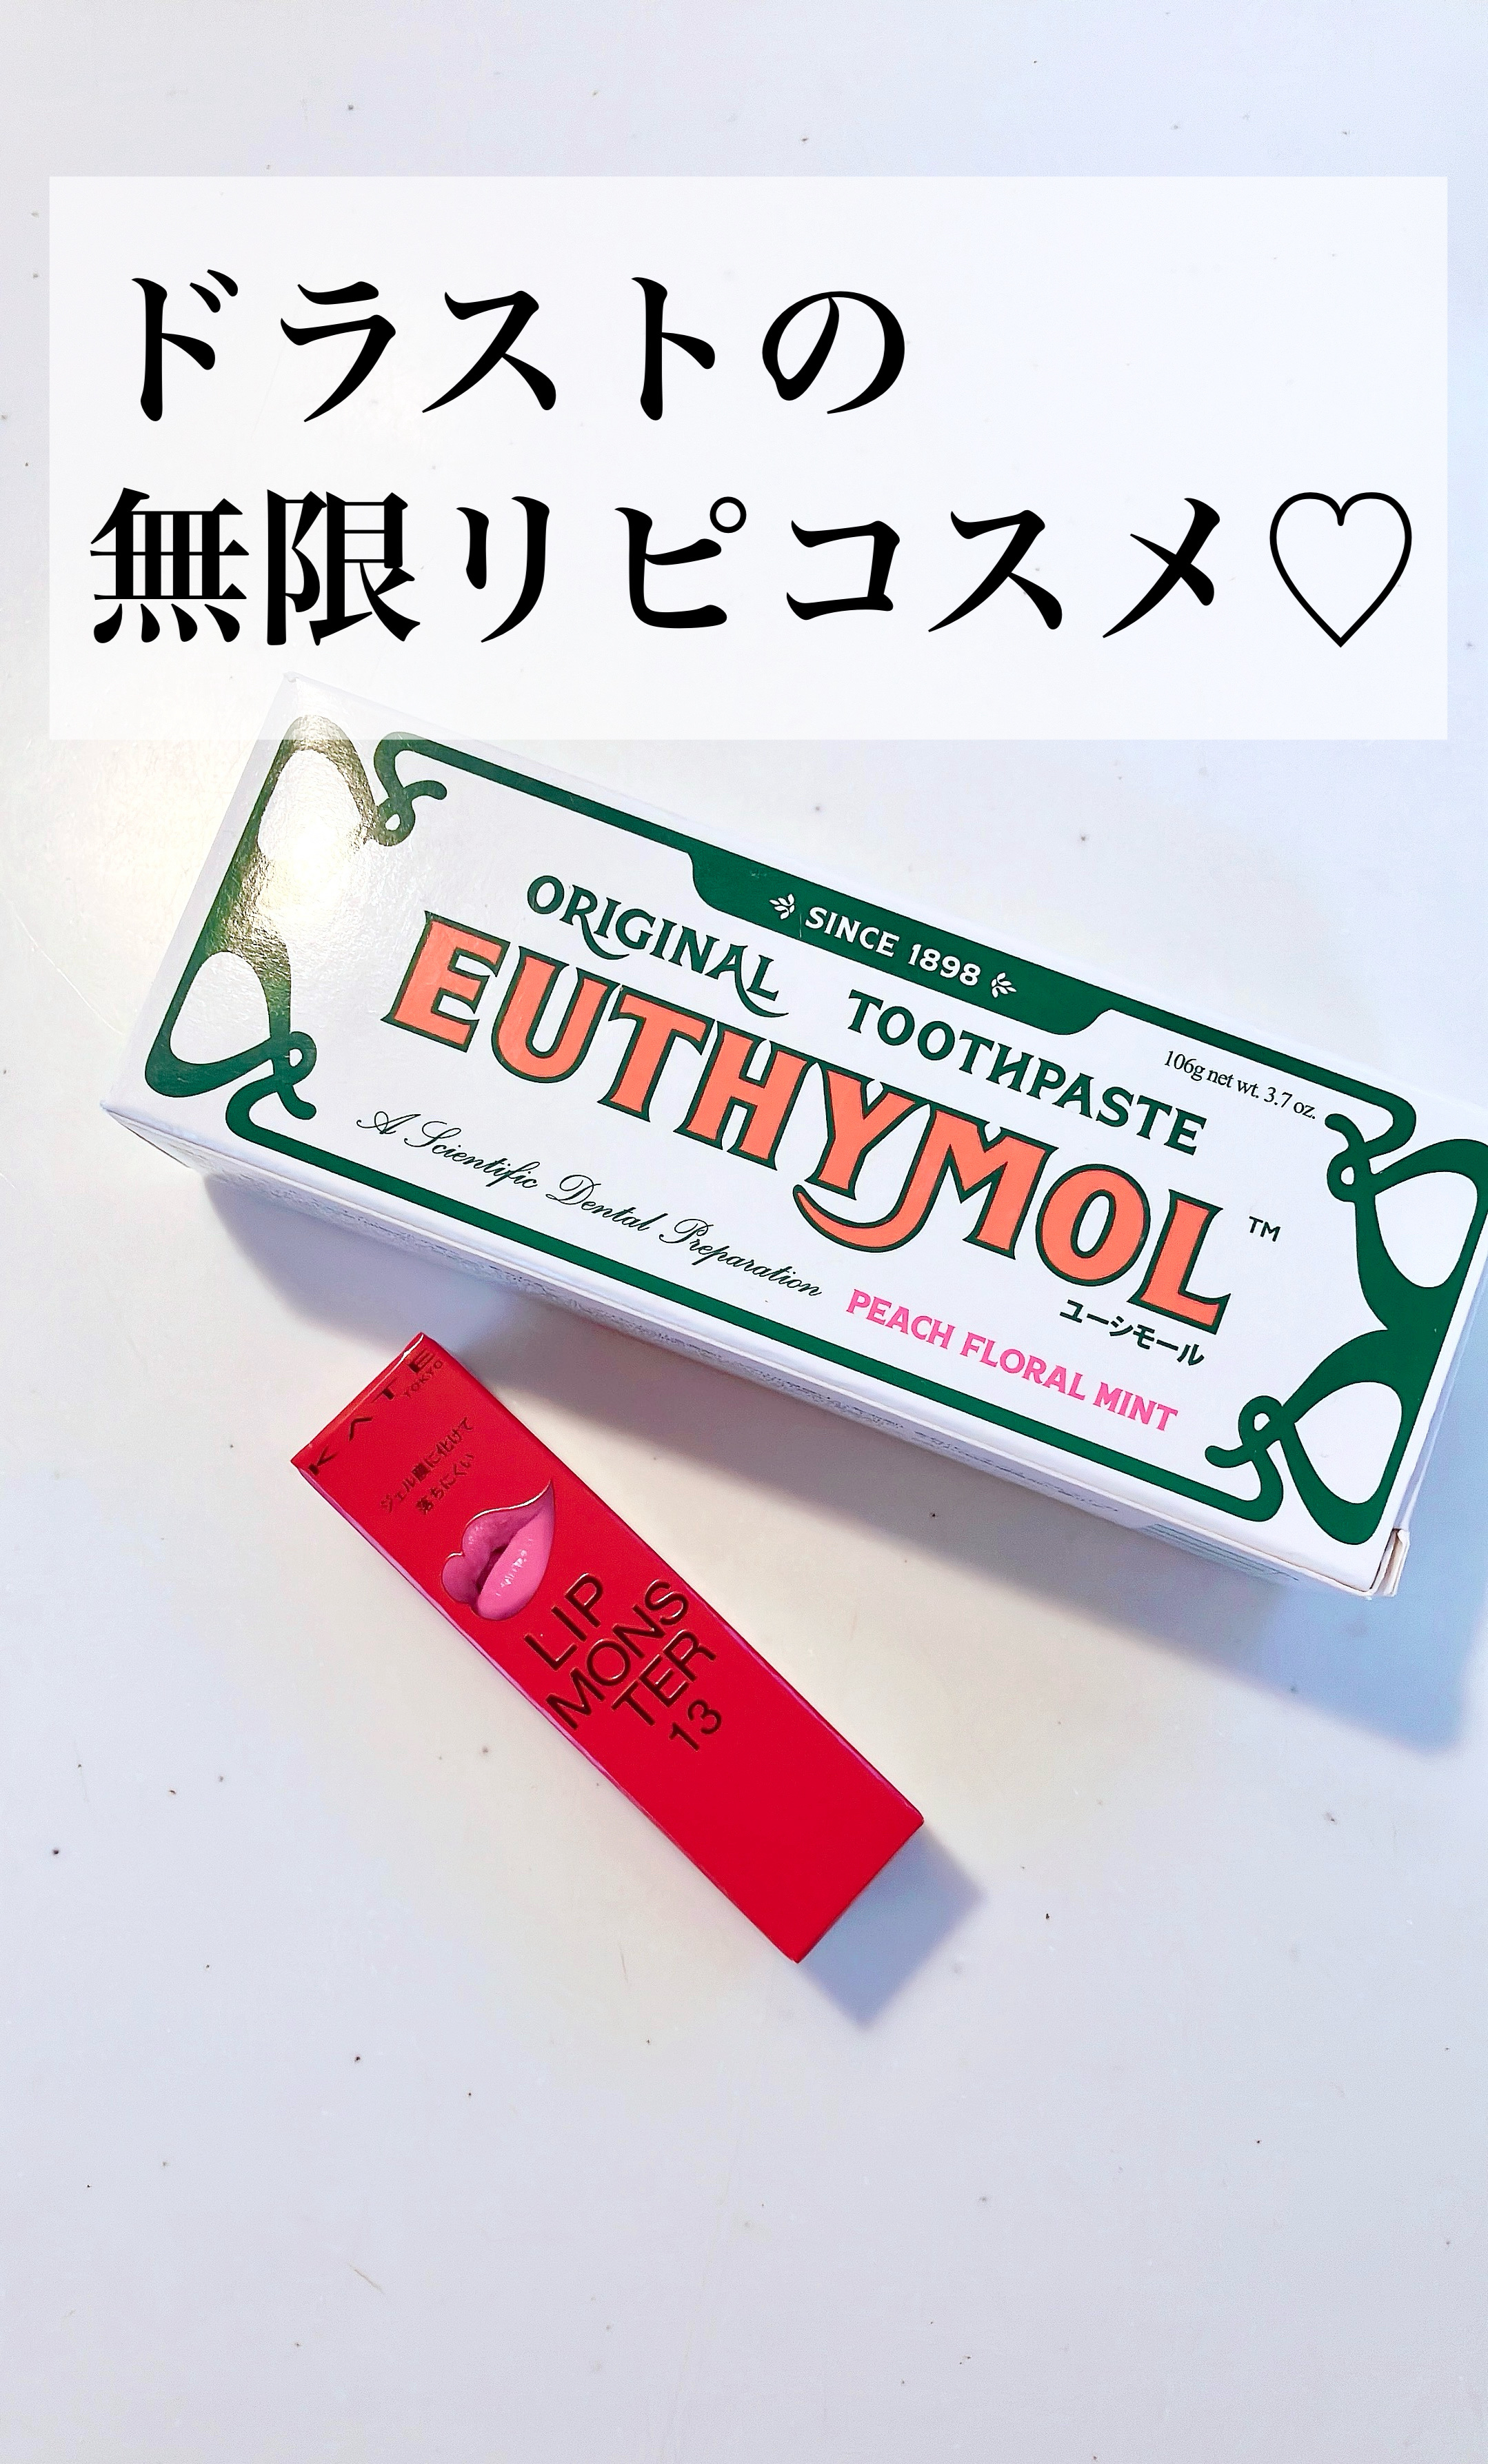 ドラストの
無限リピコスメ♡
SINCE 1898
ORIGINAL TOOTHPASTE
106g net wt. 3.7 oz.
EUTHYMOL™
ユーシモール
A Scientific Dental Preparation
PEACH FLORAL MINT
KATE
TOKYO
ジェル膜に化けて
落ちにくい
LIP
MONS
TER
13